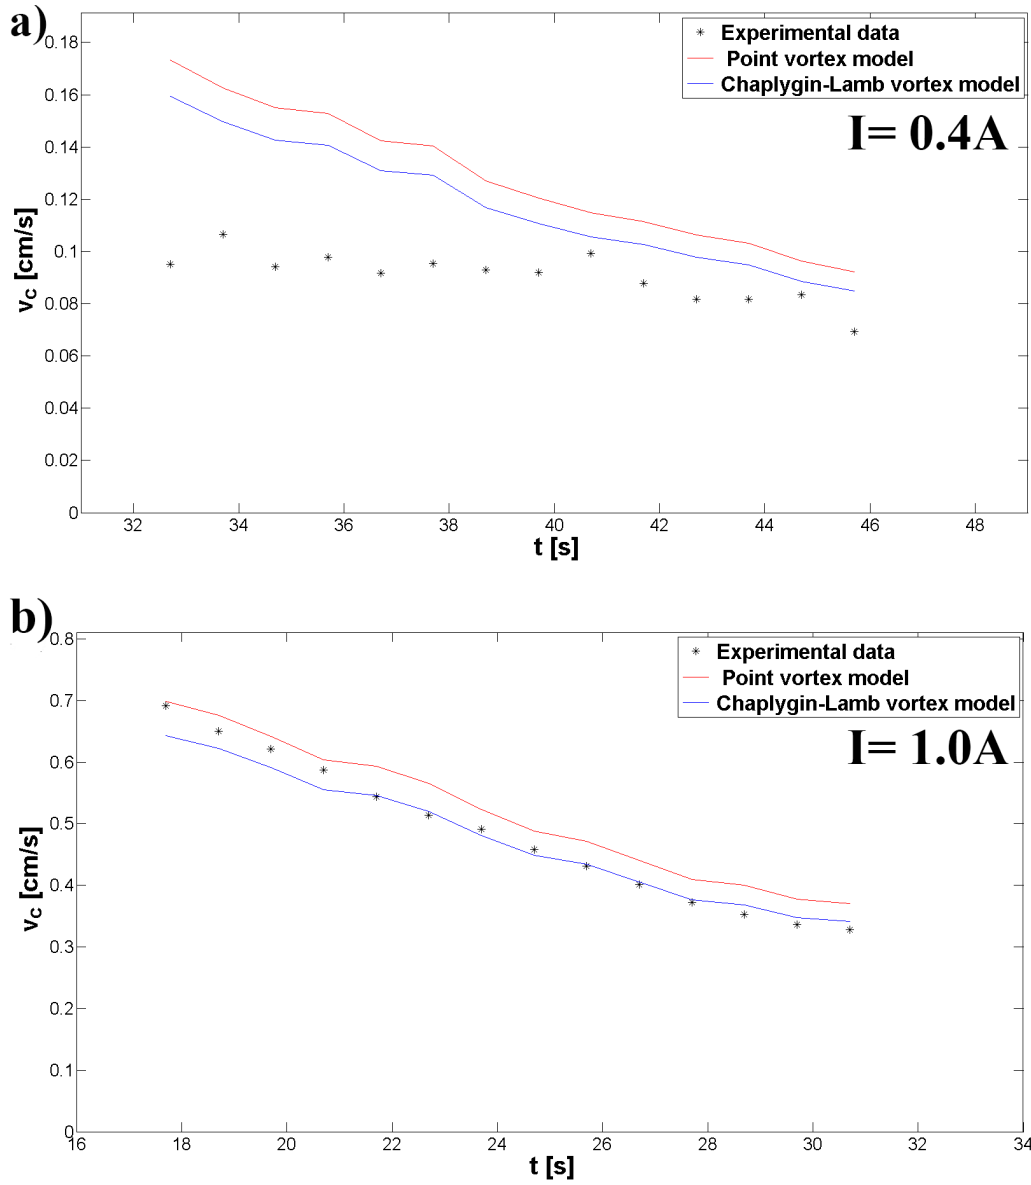 a)
0.18
0.16
0.14
0.12
0.1
0.08
0.06
0.04
0.02
0
v_C [cm/s]
Experimental data
Point vortex model
Chaplygin-Lamb vortex model
I= 0.4A
32 34 36 38 40 42 44 46 48
t [s]
b)
0.8
0.7
0.6
0.5
0.4
0.3
0.2
0.1
0
v_C [cm/s]
Experimental data
Point vortex model
Chaplygin-Lamb vortex model
I= 1.0A
16 18 20 22 24 26 28 30 32 34
t [s]